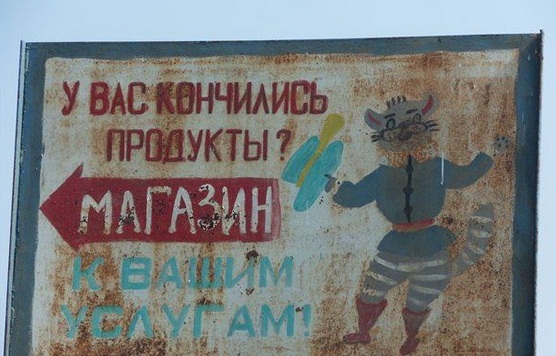 У ВАС КОНЧИЛИСЬ
ПРОДУКТЫ?
МАГАЗИН
К ВАШИМ
УСЛУГАМ!